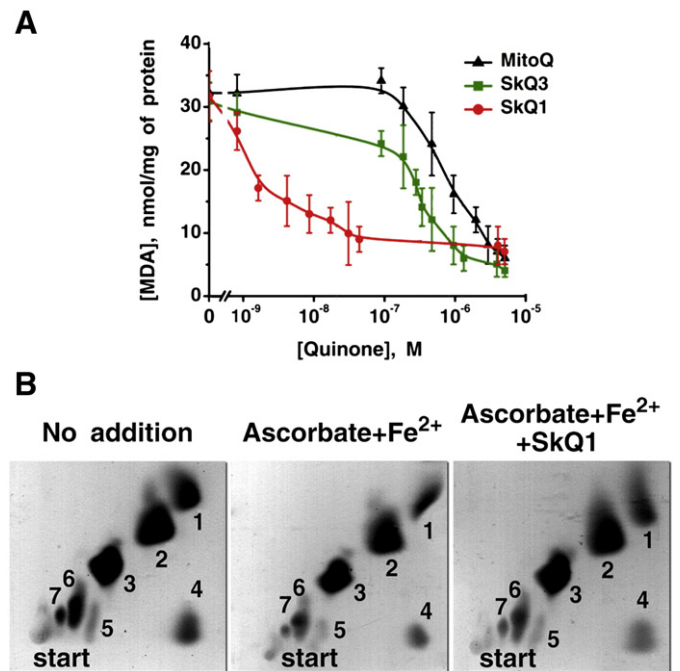 A
[MDA], nmol/mg of protein
40
30
20
10
0
0
10⁻⁹
10⁻⁸
10⁻⁷
10⁻⁶
10⁻⁵
[Quinone], M
MitoQ
SkQ3
SkQ1
B
No addition
1
2
3
4
5
6
7
start
Ascorbate+Fe²⁺
1
2
3
4
5
6
7
start
Ascorbate+Fe²⁺
+SkQ1
1
2
3
4
5
6
7
start